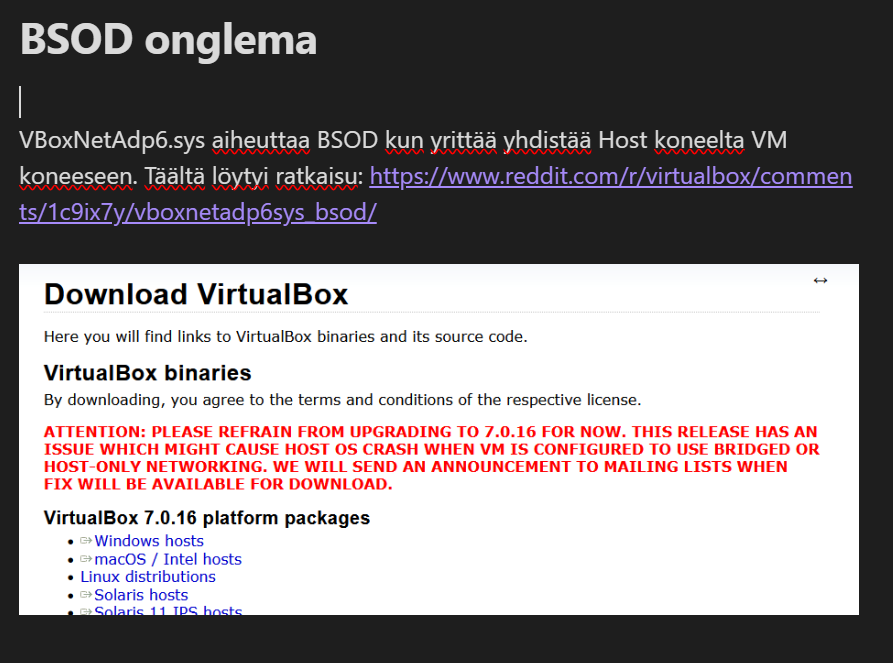 BSOD onglema
VBoxNetAdp6.sys aiheuttaa BSOD kun yrittää yhdistää Host koneelta VM
koneeseen. Täältä löytyi ratkaisu: https://www.reddit.com/r/virtualbox/commen
ts/1c9ix7y/vboxnetadp6sys_bsod/
Download VirtualBox
Here you will find links to VirtualBox binaries and its source code.
VirtualBox binaries
By downloading, you agree to the terms and conditions of the respective license.
ATTENTION: PLEASE REFRAIN FROM UPGRADING TO 7.0.16 FOR NOW. THIS RELEASE HAS AN
ISSUE WHICH MIGHT CAUSE HOST OS CRASH WHEN VM IS CONFIGURED TO USE BRIDGED OR
HOST-ONLY NETWORKING. WE WILL SEND AN ANNOUNCEMENT TO MAILING LISTS WHEN
FIX WILL BE AVAILABLE FOR DOWNLOAD.
VirtualBox 7.0.16 platform packages
Windows hosts
macOS / Intel hosts
Linux distributions
Solaris hosts
Solaris 11 IPS hosts